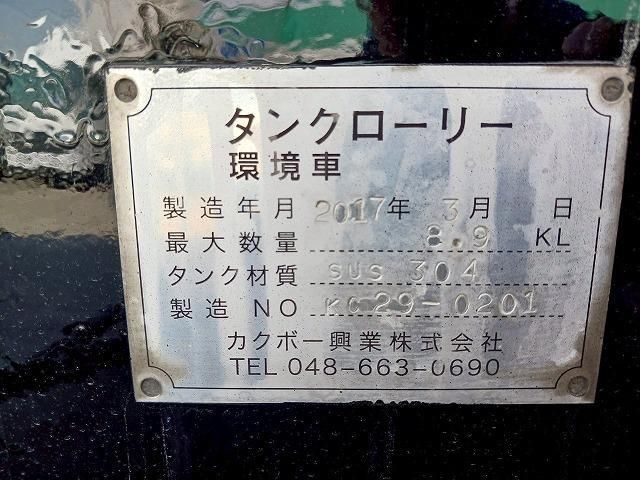 タンクローリー
環境車
製造年月 2017年 3月 日
最大数量 8.9 KL
タンク材質 SUS 304
製造 NO KC29-0201
カクボー興業株式会社
TEL 048-663-0690